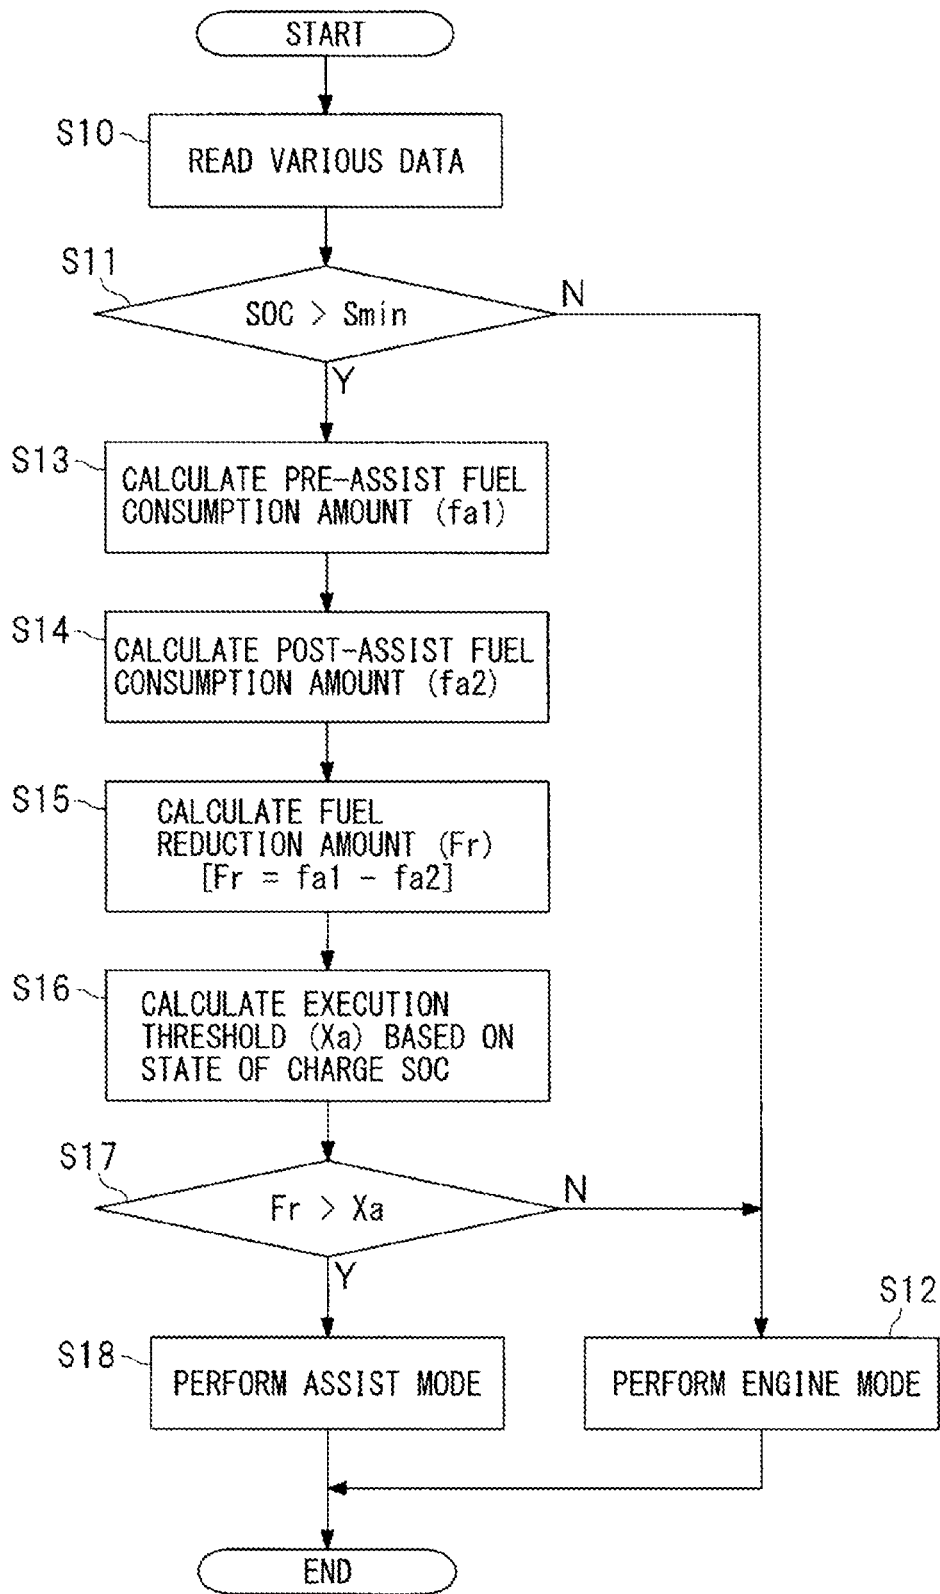 START
S10
READ VARIOUS DATA
S11
SOC > Smin
N
Y
S13
CALCULATE PRE-ASSIST FUEL
CONSUMPTION AMOUNT (fa1)
S14
CALCULATE POST-ASSIST FUEL
CONSUMPTION AMOUNT (fa2)
S15
CALCULATE FUEL
REDUCTION AMOUNT (Fr)
[Fr = fa1 - fa2]
S16
CALCULATE EXECUTION
THRESHOLD (Xa) BASED ON
STATE OF CHARGE SOC
S17
Fr > Xa
N
Y
S18
PERFORM ASSIST MODE
S12
PERFORM ENGINE MODE
END